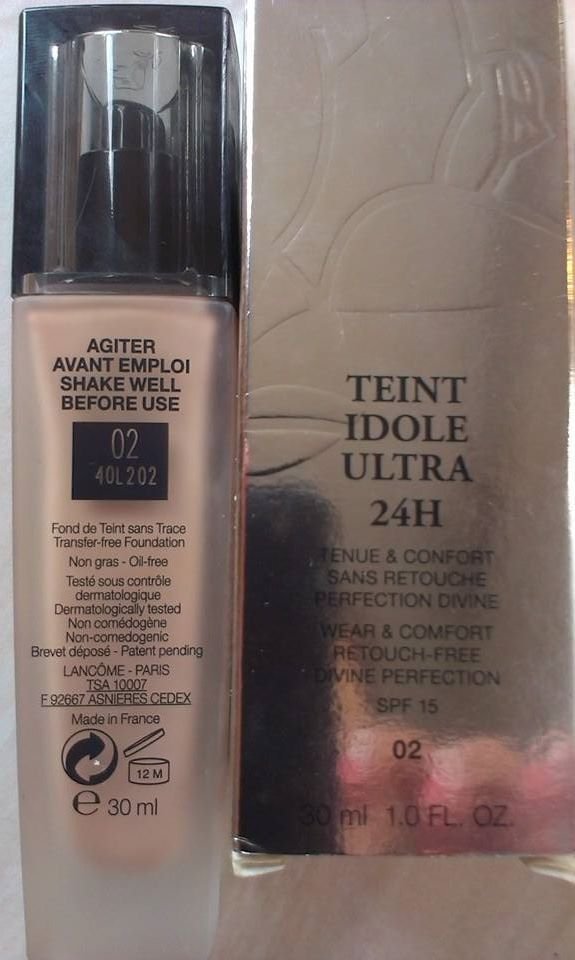 AGITER
AVANT EMPLOI
SHAKE WELL
BEFORE USE
02
40L202
Fond de Teint sans Trace
Transfer-free Foundation
Non gras - Oil-free
Testé sous contrôle
dermatologique
Dermatologically tested
Non comédogène
Non-comedogenic
Brevet déposé - Patent pending
LANCÔME - PARIS
TSA 10007
F 92667 ASNIERES CEDEX
Made in France
12 M
e 30 ml
TEINT
IDOLE
ULTRA
24H
TENUE & CONFORT
SANS RETOUCHE
PERFECTION DIVINE
WEAR & COMFORT
RETOUCH-FREE
DIVINE PERFECTION
SPF 15
02
30 ml 1.0 FL. OZ.